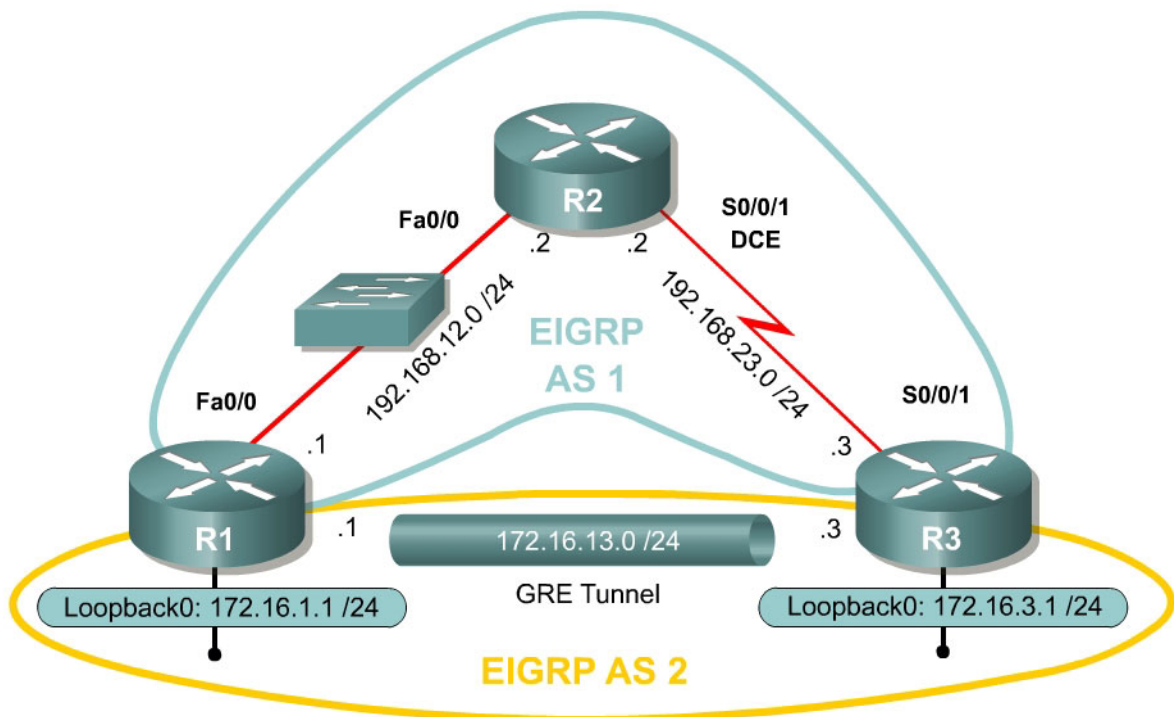 R2
Fa0/0
S0/0/1
DCE
.2
.2
192.168.12.0 /24
192.168.23.0 /24
EIGRP
AS 1
Fa0/0
S0/0/1
.1
.3
R1
.1
172.16.13.0 /24
.3
R3
GRE Tunnel
Loopback0: 172.16.1.1 /24
Loopback0: 172.16.3.1 /24
EIGRP AS 2